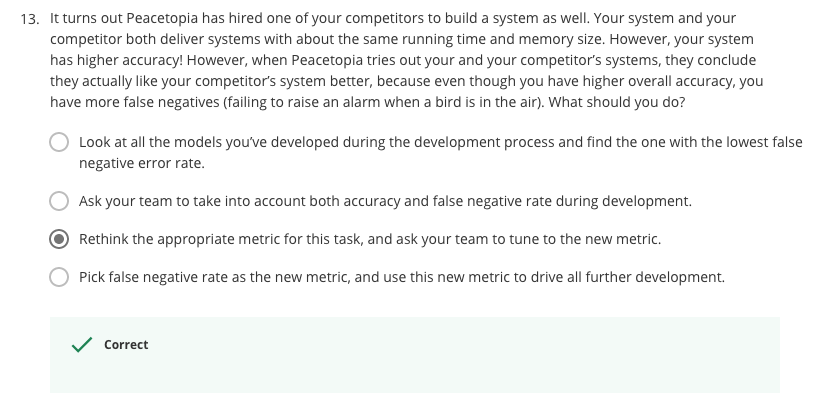 13. It turns out Peacetopia has hired one of your competitors to build a system as well. Your system and your
competitor both deliver systems with about the same running time and memory size. However, your system
has higher accuracy! However, when Peacetopia tries out your and your competitor's systems, they conclude
they actually like your competitor's system better, because even though you have higher overall accuracy, you
have more false negatives (failing to raise an alarm when a bird is in the air). What should you do?
Look at all the models you've developed during the development process and find the one with the lowest false
negative error rate.
Ask your team to take into account both accuracy and false negative rate during development.
Rethink the appropriate metric for this task, and ask your team to tune to the new metric.
Pick false negative rate as the new metric, and use this new metric to drive all further development.
Correct